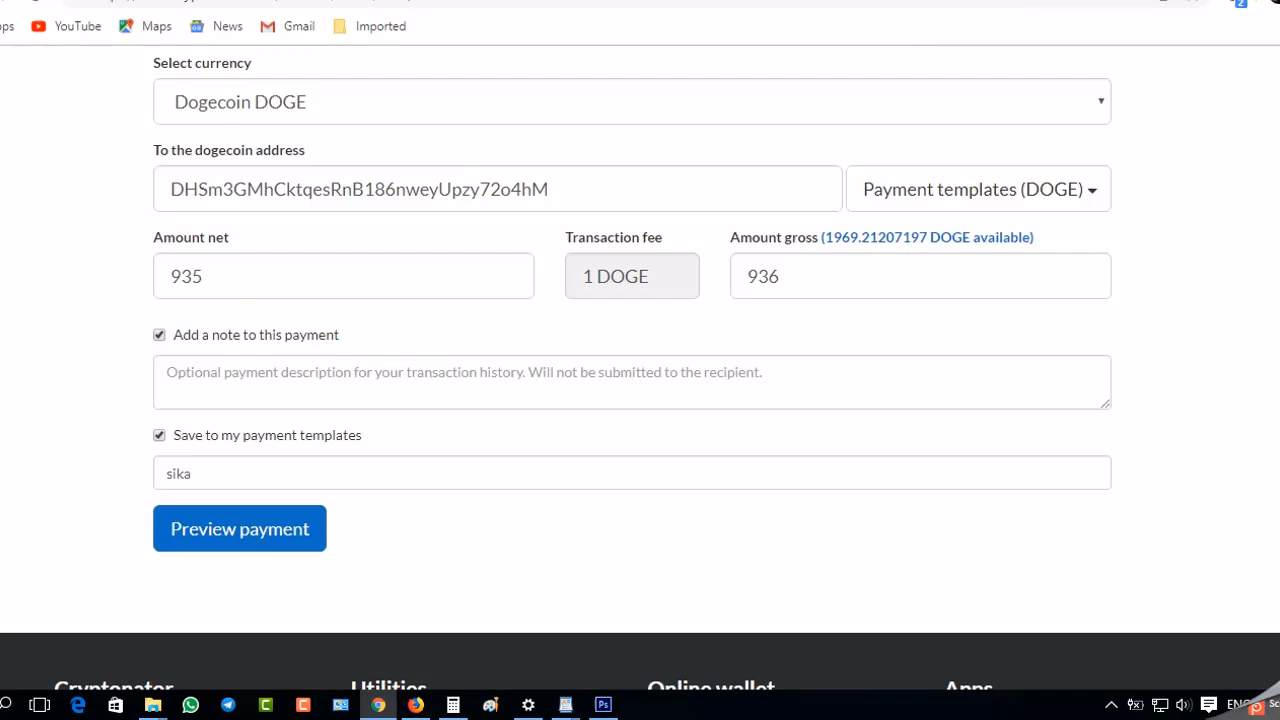 YouTube Maps News Gmail Imported
Select currency
Dogecoin DOGE
To the dogecoin address
DHSm3GMhCktqesRnB186nweyUpzy72o4hM Payment templates (DOGE)
Amount net Transaction fee Amount gross (1969.21207197 DOGE available)
935 1 DOGE 936
Add a note to this payment
Optional payment description for your transaction history. Will not be submitted to the recipient.
Save to my payment templates
sika
Preview payment
Cryptonator Utilities Online wallet Apps